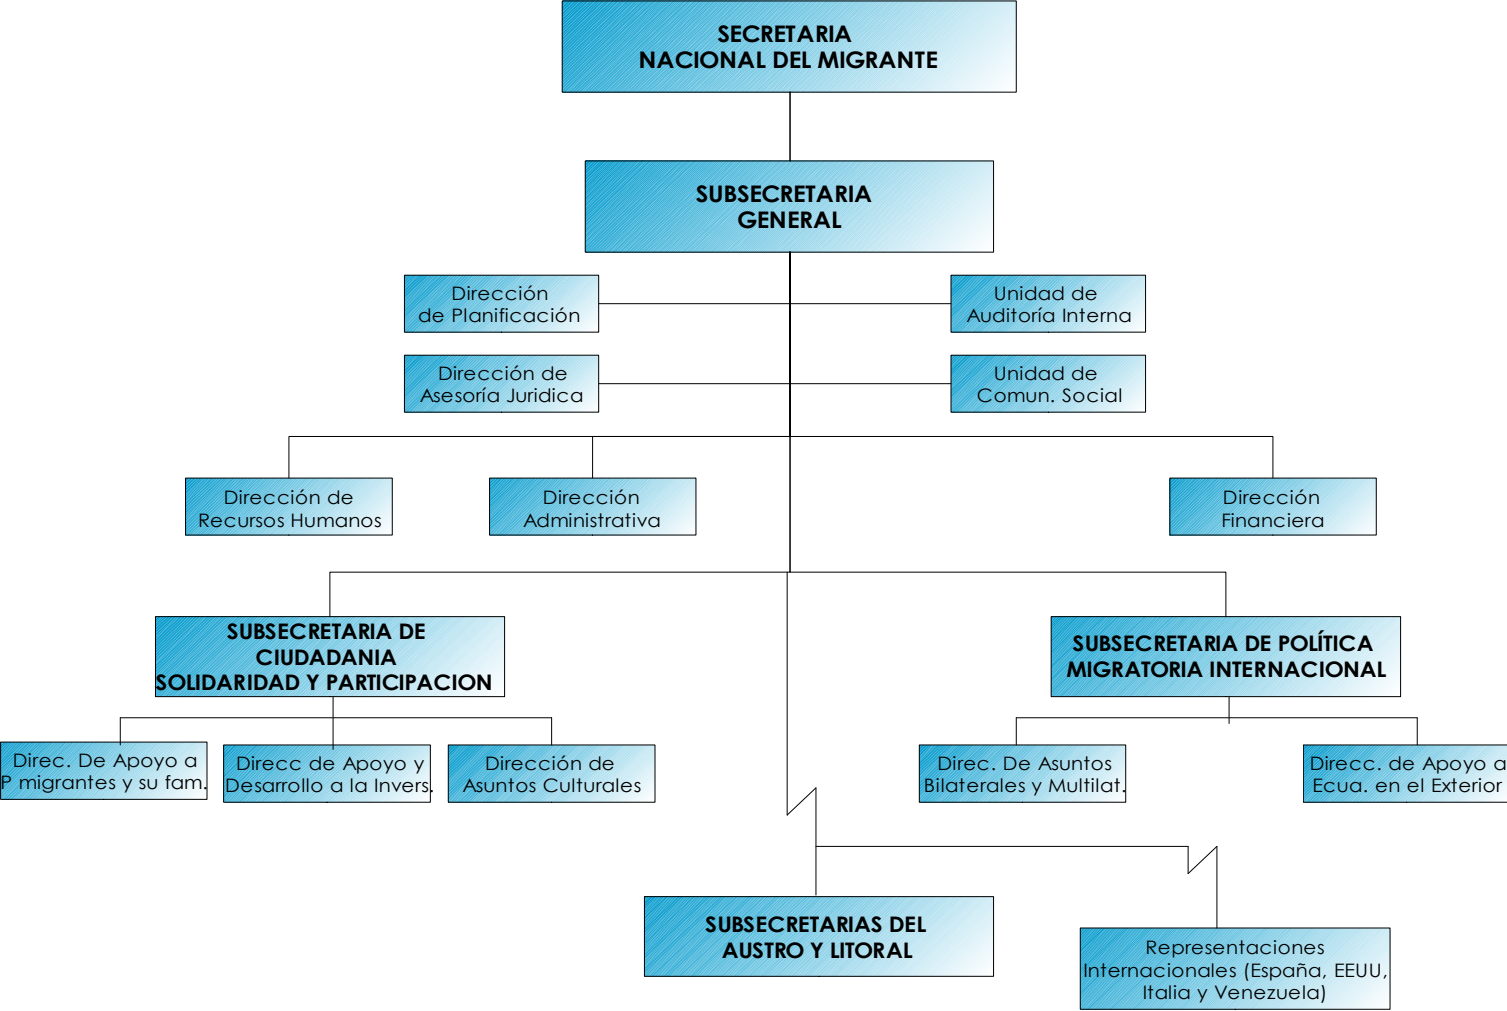 SECRETARIA
NACIONAL DEL MIGRANTE
SUBSECRETARIA
GENERAL
Dirección
de Planificación
Unidad de
Auditoría Interna
Dirección de
Asesoría Juridica
Unidad de
Comun. Social
Dirección de
Recursos Humanos
Dirección
Administrativa
Dirección
Financiera
SUBSECRETARIA DE
CIUDADANIA
SOLIDARIDAD Y PARTICIPACION
SUBSECRETARIA DE POLÍTICA
MIGRATORIA INTERNACIONAL
Direc. De Apoyo a
P migrantes y su fam.
Direcc de Apoyo y
Desarrollo a la Invers.
Dirección de
Asuntos Culturales
Direc. De Asuntos
Bilaterales y Multilat.
Direcc. de Apoyo a
Ecua. en el Exterior
SUBSECRETARIAS DEL
AUSTRO Y LITORAL
Representaciones
Internacionales (España, EEUU,
Italia y Venezuela)